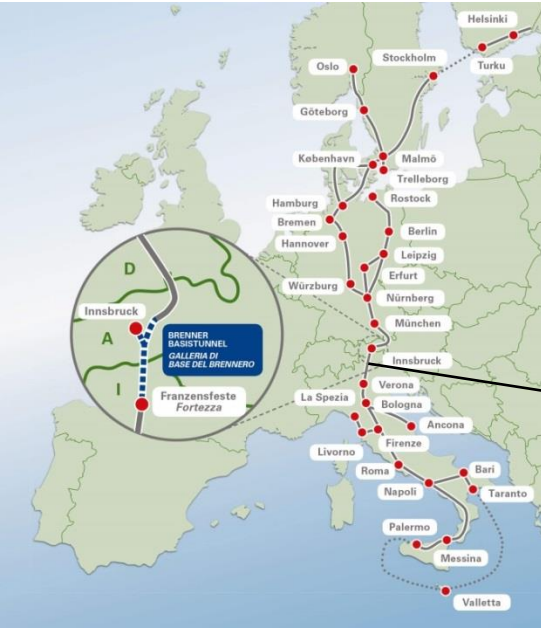 Helsinki
Oslo
Stockholm
Turku
Göteborg
København
Malmö
Trelleborg
Hamburg
Rostock
Bremen
Berlin
Hannover
Leipzig
D
Erfurt
Würzburg
Nürnberg
Innsbruck
München
A
BRENNER
BASISTUNNEL
GALLERIA DI
BASE DEL BRENNERO
Innsbruck
I
Franzensfeste
Fortezza
Verona
La Spezia
Bologna
Ancona
Livorno
Firenze
Roma
Bari
Napoli
Taranto
Palermo
Messina
Valletta